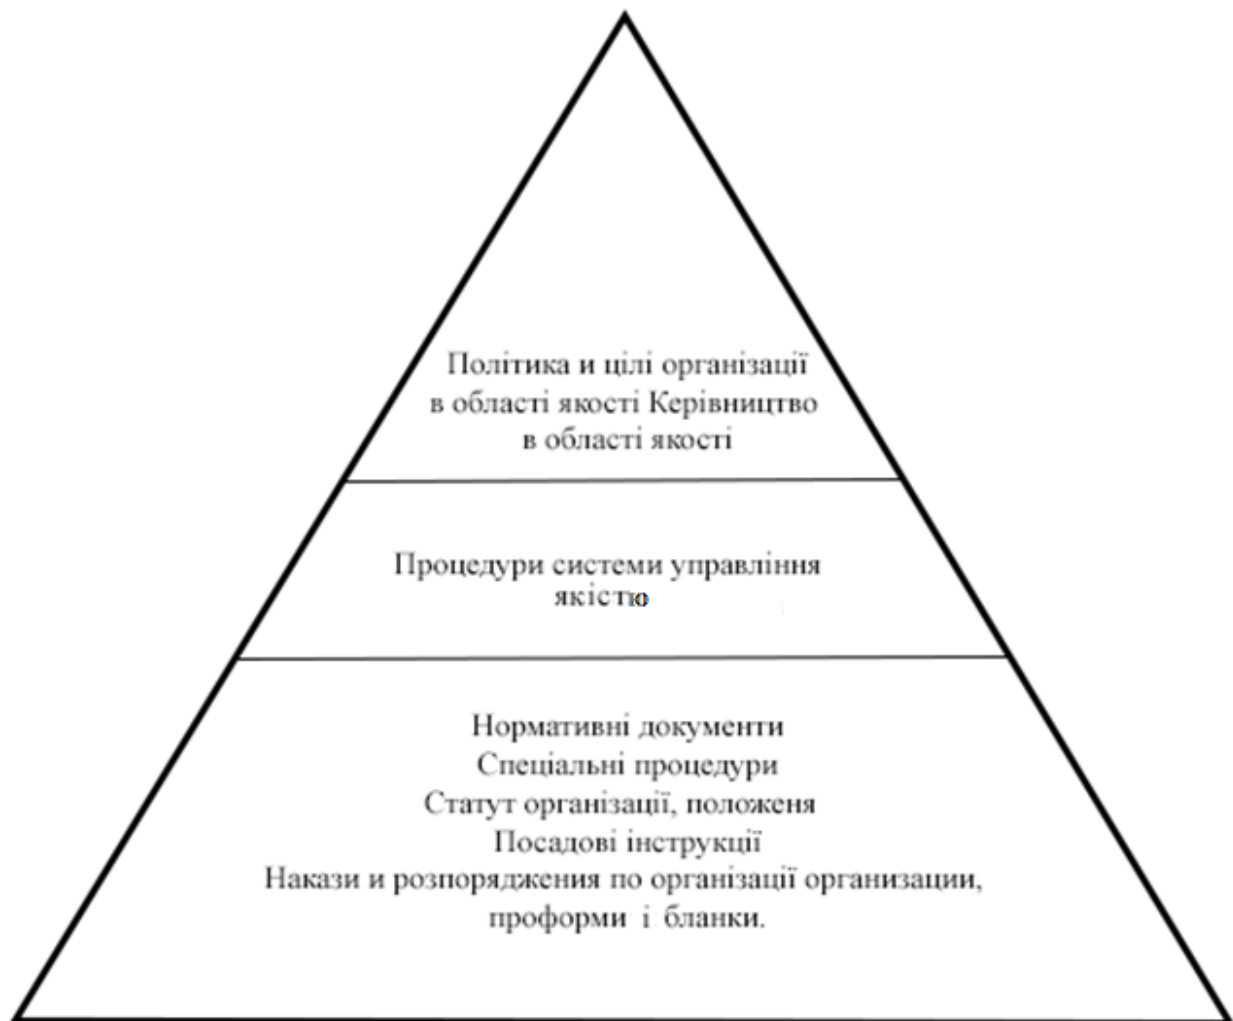 Політика и цілі організації
в області якості Керівництво
в області якості
Процедури системи управління
якістю
Нормативні документи
Спеціальні процедури
Статут організації, положеня
Посадові інструкції
Накази и розпорядження по організації организации,
проформи і бланки.